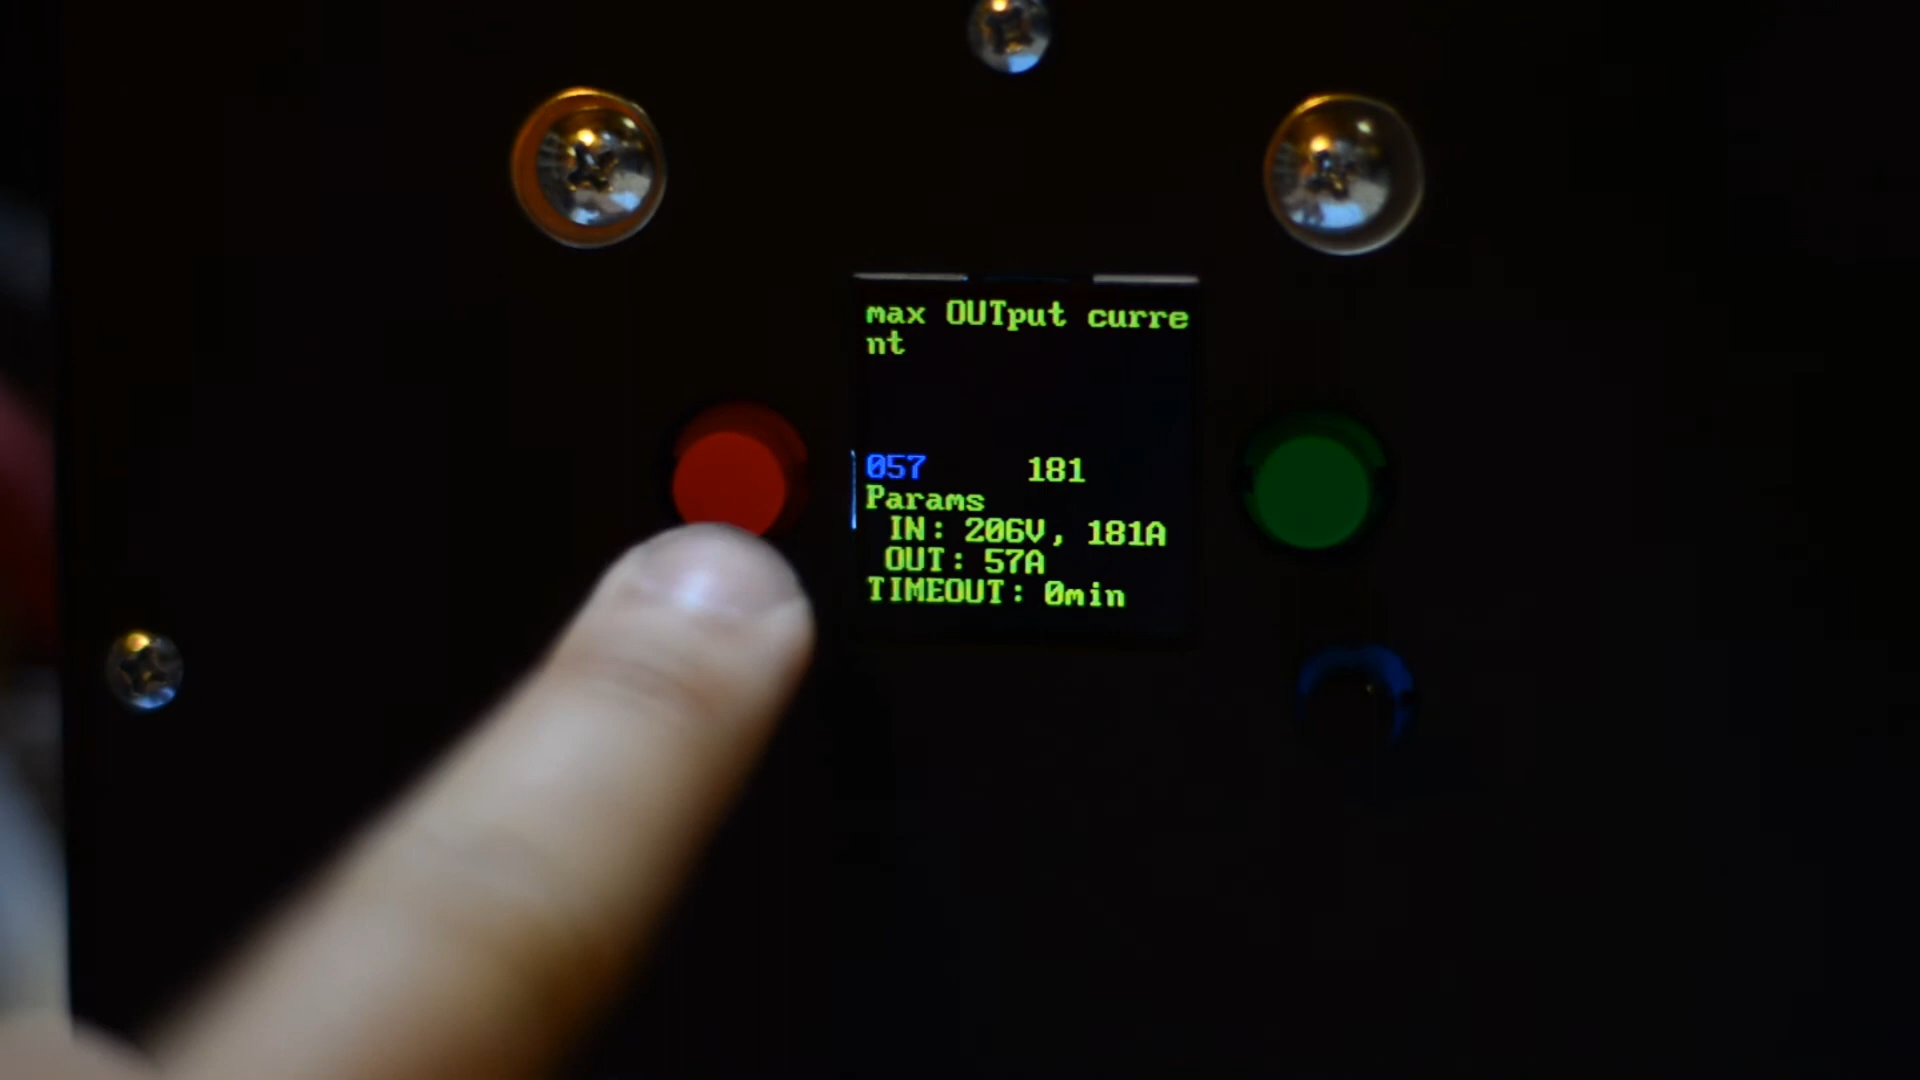 max OUTput curre
nt
057 181
Params
IN: 206V, 181A
OUT: 57A
TIMEOUT: 0min